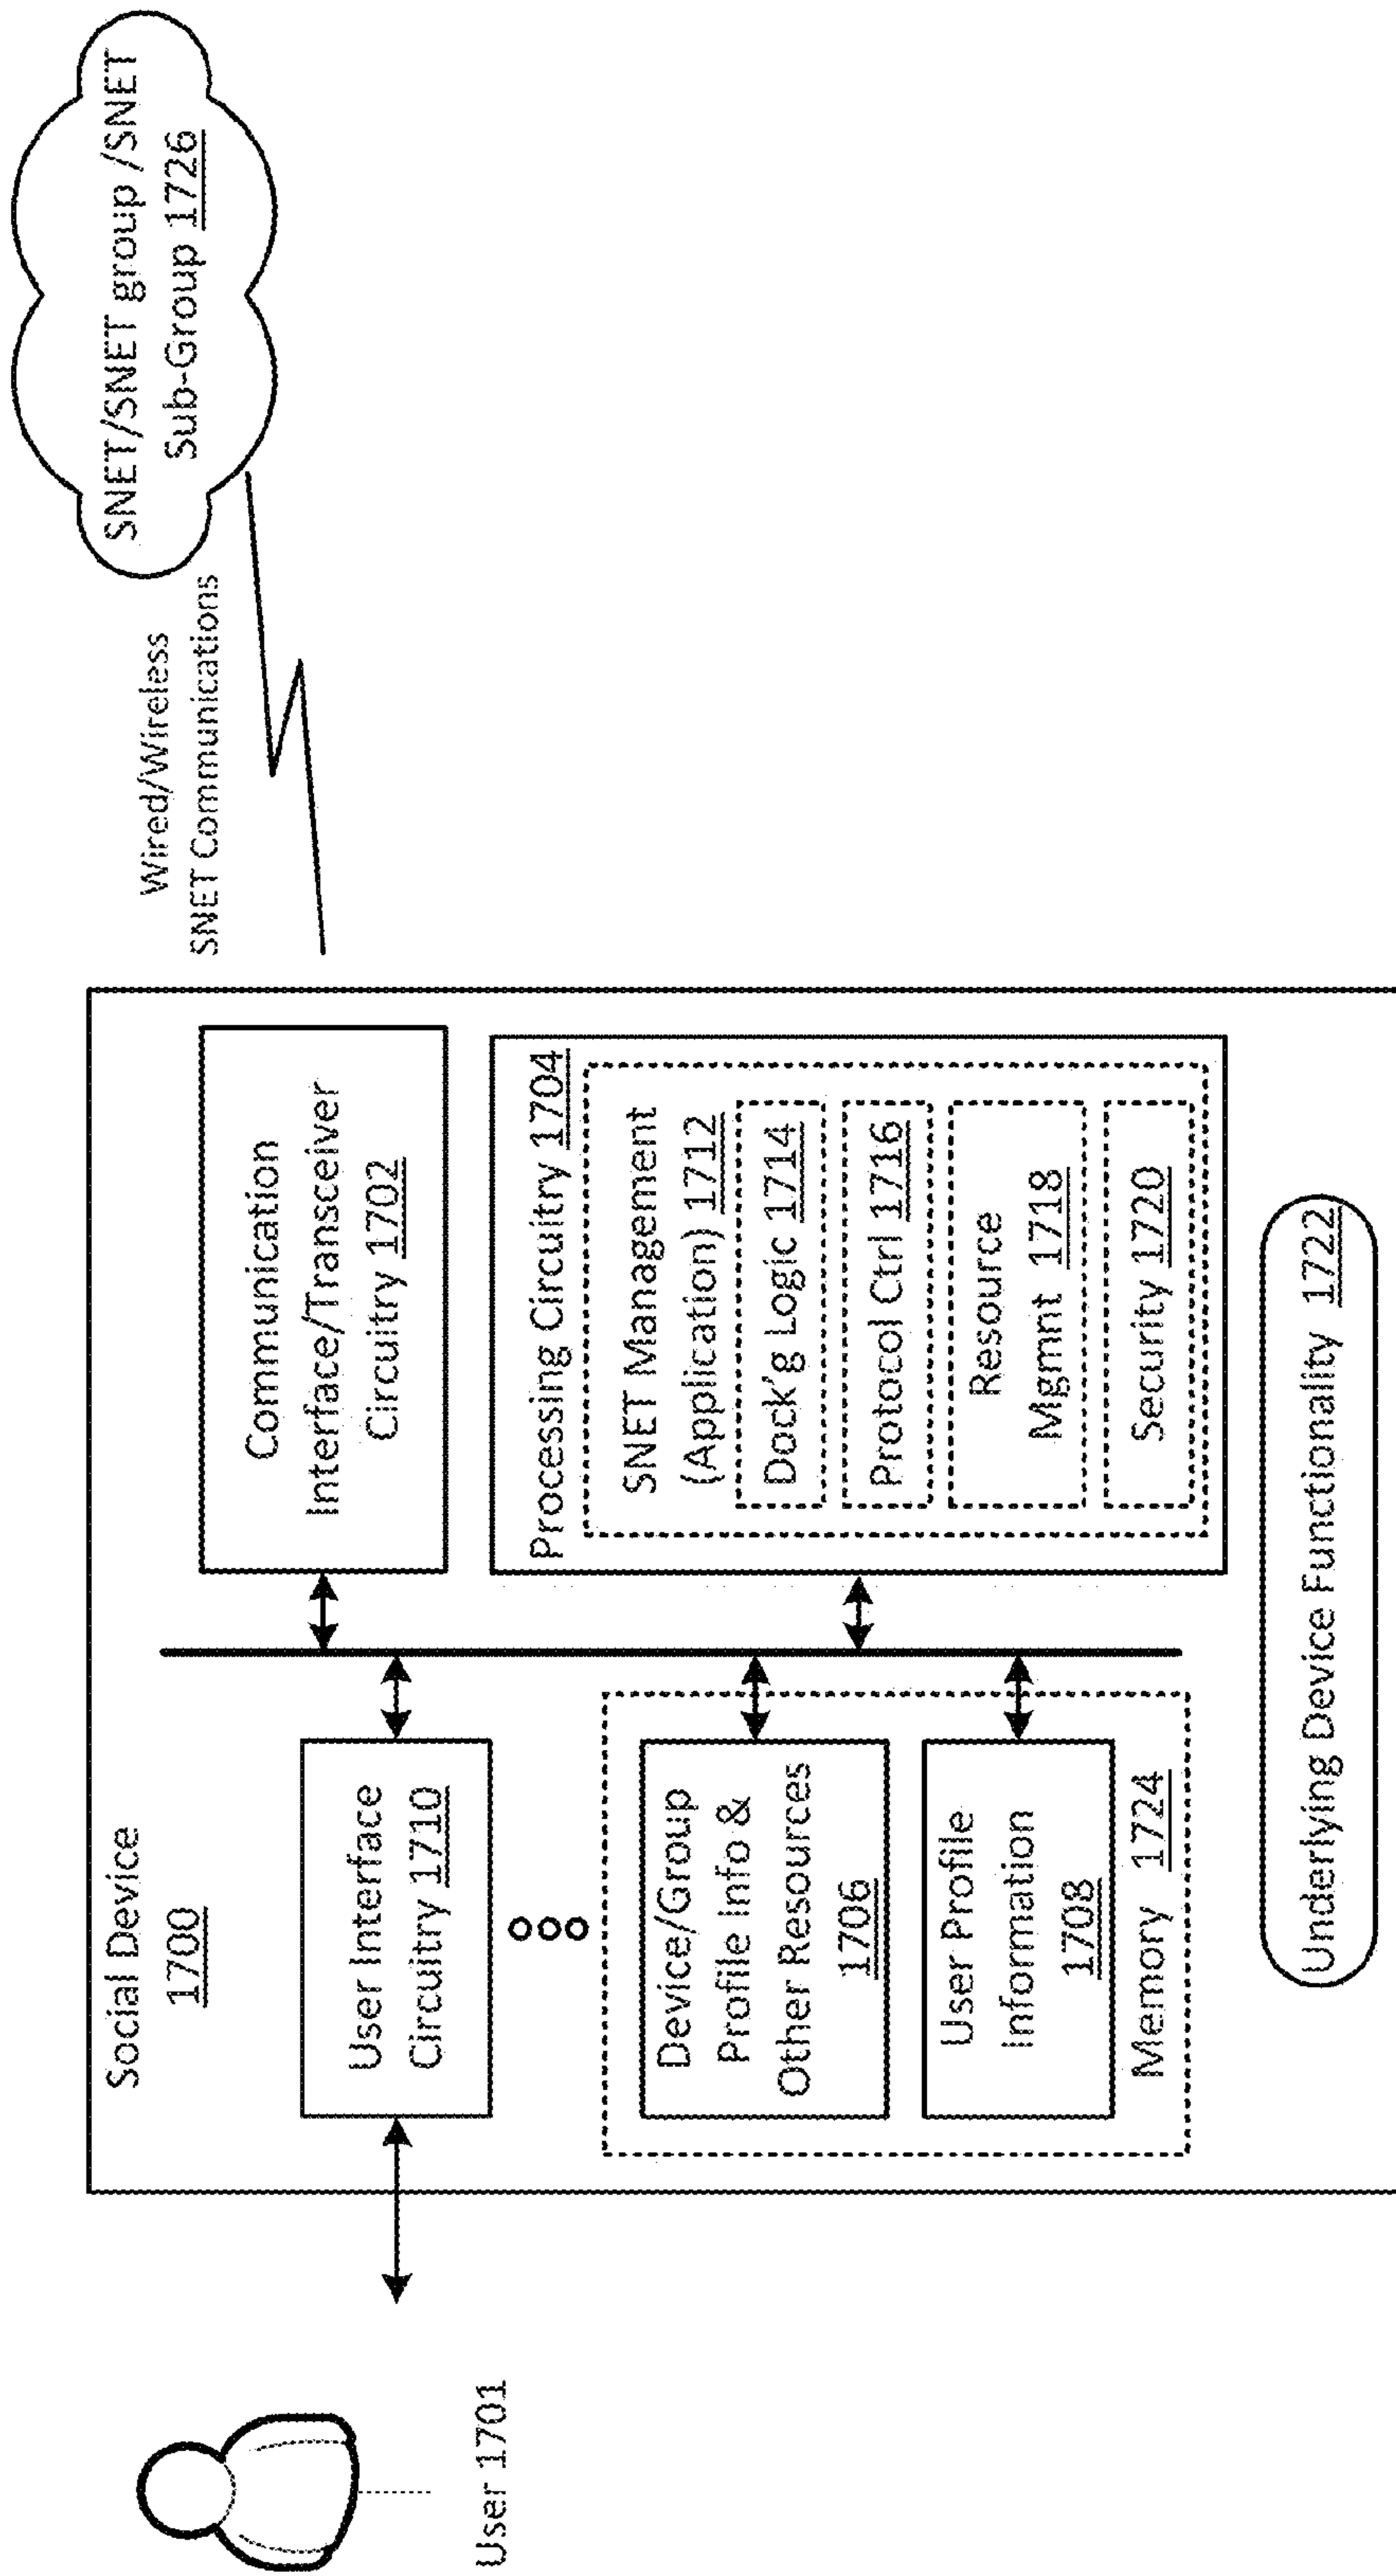 Social Device
1700
User Interface
Circuitry 1710
Device/Group
Profile Info &
Other Resources
1706
User Profile
Information
1708
Memory 1724
Communication
Interface/Transceiver
Circuitry 1702
Processing Circuitry 1704
SNET Management
(Application) 1712
Dock'g Logic 1714
Protocol Ctrl 1716
Resource
Mgmnt 1718
Security 1720
Underlying Device Functionality 1722
User 1701
Wired/Wireless
SNET Communications
SNET/SNET group /SNET
Sub-Group 1726